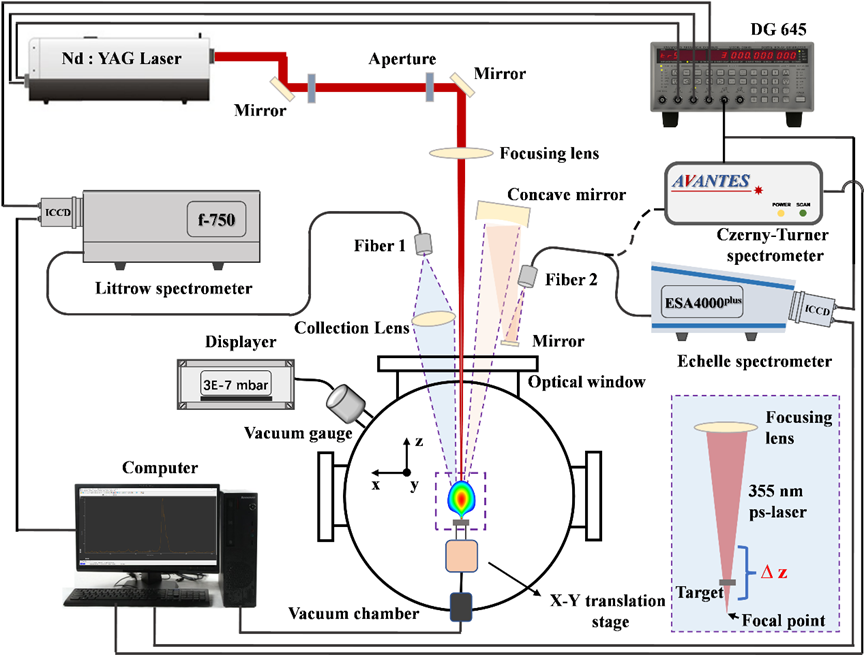 DG 645
Nd : YAG Laser
Aperture
Mirror
Mirror
Focusing lens
Concave mirror
AVANTES
POWER
SCAN
ICCD
f-750
Fiber 1
Czerny-Turner
spectrometer
Fiber 2
Littrow spectrometer
ESA4000plus
ICCD
Collection Lens
Mirror
Displayer
Echelle spectrometer
3E-7 mbar
Optical window
Vacuum gauge
z
x
y
Focusing
lens
Computer
355 nm
ps-laser
Δ z
Target
Focal point
X-Y translation
stage
Vacuum chamber